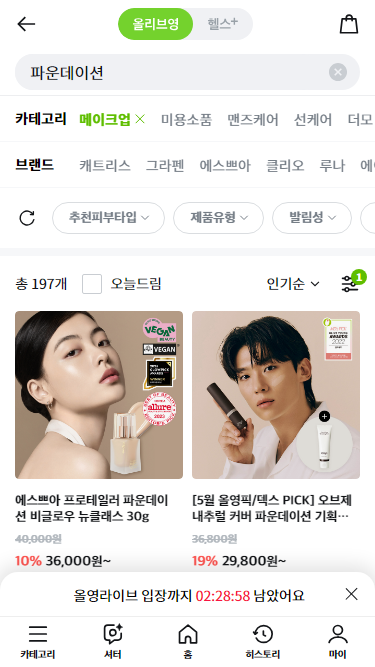 올리브영 헬스+
파운데이션
카테고리 메이크업 미용소품 맨즈케어 선케어 더모
브랜드 캐트리스 그라펜 에스쁘아 클리오 루나
추천피부타입 제품유형 발림성
총 197개 오늘드림 인기순 1
VEGAN
BEAUTY
VEGAN
WINNER
allure
2023
AWARDS
에스쁘아 프로테일러 파운데이
션 비글로우 뉴클래스 30g
40,000원
10% 36,000원~
[5월 올영픽/덱스 PICK] 오브제
내추럴 커버 파운데이션 기획…
36,800원
19% 29,800원~
올영라이브 입장까지 02:28:58 남았어요
카테고리 셔터 홈 히스토리 마이